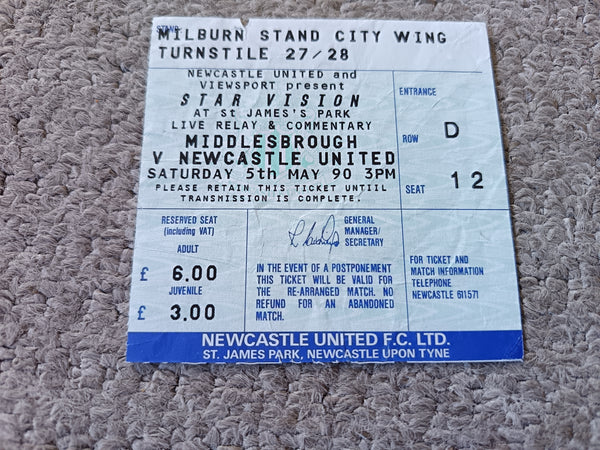 STAND
MILBURN STAND CITY WING
TURNSTILE 27/28
NEWCASTLE UNITED and
VIEWSPORT present
STAR VISION
AT St JAMES'S PARK
LIVE RELAY & COMMENTARY
MIDDLESBROUGH
V NEWCASTLE UNITED
SATURDAY 5th MAY 90 3PM
PLEASE RETAIN THIS TICKET UNTIIL
TRANSMISSION IS COMPLETE.
ENTRANCE
ROW D
SEAT 12
RESERVED SEAT
(including VAT)
ADULT
£ 6.00
JUVENILE
£ 3.00
GENERAL
MANAGER/
SECRETARY
IN THE EVENT OF A POSTPONEMENT
THIS TICKET WILL BE VALID FOR
THE RE-ARRANGED MATCH. NO
REFUND FOR AN ABANDONED
MATCH.
FOR TICKET AND
MATCH INFORMATION
TELEPHONE
NEWCASTLE 611571
NEWCASTLE UNITED F.C. LTD.
ST. JAMES PARK, NEWCASTLE UPON TYNE